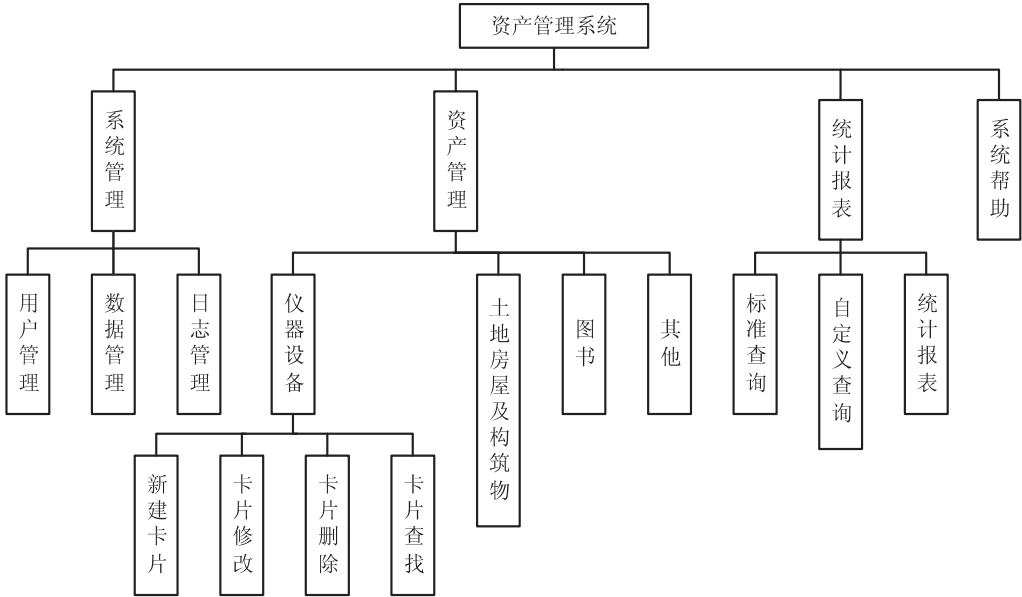 资产管理系统
系统管理
资产管理
统计报表
系统帮助
用户管理
数据管理
日志管理
仪器设备
土地房屋及构筑物
图书
其他
标准查询
自定义查询
统计报表
新建卡片
卡片修改
卡片删除
卡片查找